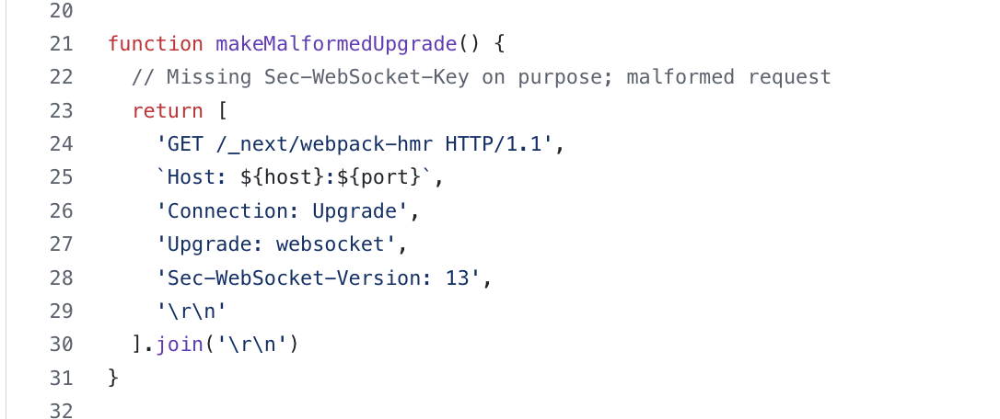 20
21 function makeMalformedUpgrade() {
22   // Missing Sec-WebSocket-Key on purpose; malformed request
23   return [
24     'GET /_next/webpack-hmr HTTP/1.1',
25     `Host: ${host}:${port}`,
26     'Connection: Upgrade',
27     'Upgrade: websocket',
28     'Sec-WebSocket-Version: 13',
29     '\r\n'
30   ].join('\r\n')
31 }
32